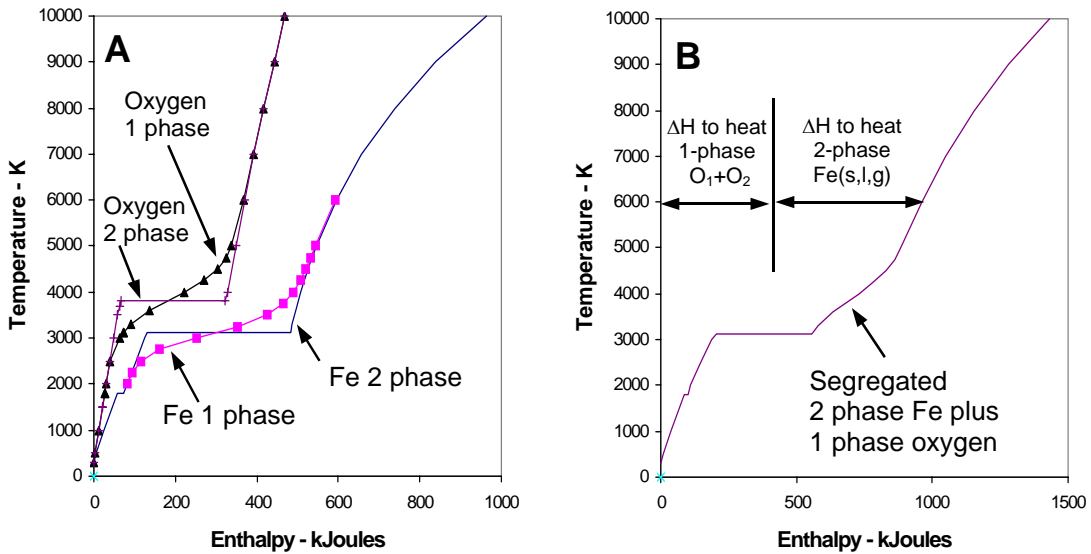 A
10000
9000
8000
7000
6000
5000
4000
3000
2000
1000
0
Temperature - K
Oxygen
1 phase
Oxygen
2 phase
Fe 2 phase
Fe 1 phase
0
200
400
600
800
1000
Enthalpy - kJoules
B
10000
9000
8000
7000
6000
5000
4000
3000
2000
1000
0
Temperature - K
ΔH to heat
1-phase
O₁+O₂
ΔH to heat
2-phase
Fe(s,l,g)
Segregated
2 phase Fe plus
1 phase oxygen
0
500
1000
1500
Enthalpy - kJoules